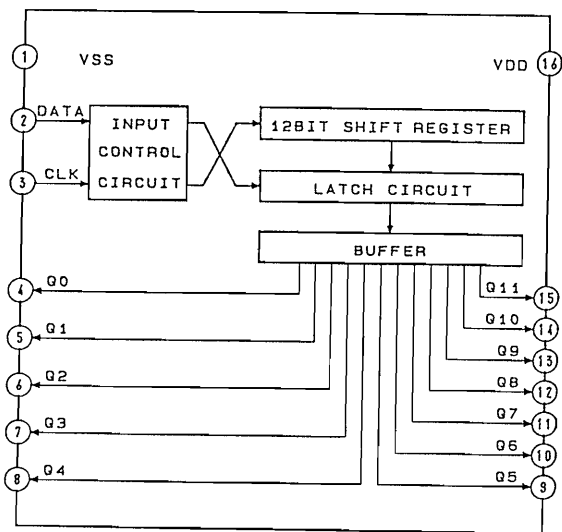 1 VSS VDD 16
2 DATA
INPUT
CONTROL
CIRCUIT
3 CLK
12BIT SHIFT REGISTER
LATCH CIRCUIT
BUFFER
4 Q0
5 Q1
6 Q2
7 Q3
8 Q4
Q11 15
Q10 14
Q9 13
Q8 12
Q7 11
Q6 10
Q5 9